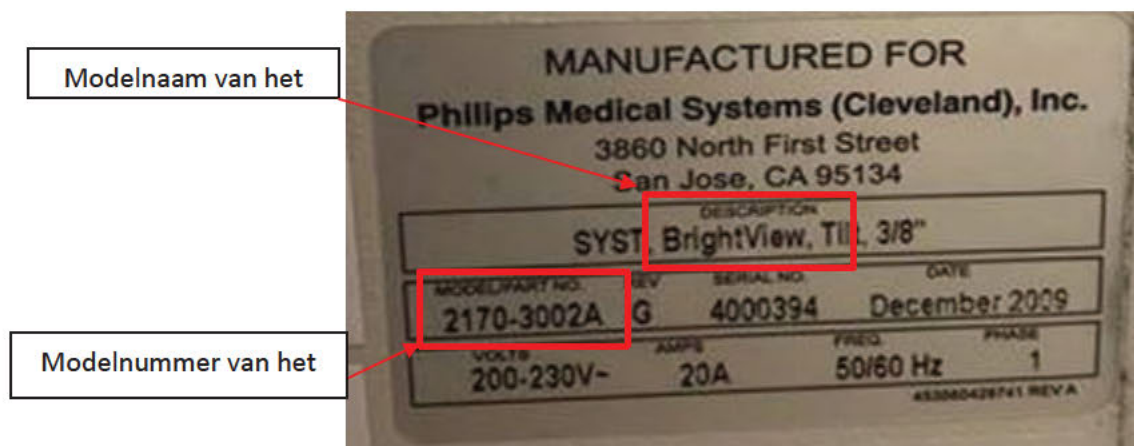 Modelnaam van het
Modelnummer van het
MANUFACTURED FOR
Philips Medical Systems (Cleveland), Inc.
3860 North First Street
San Jose, CA 95134
DESCRIPTION
SYST, BrightView, Tilt, 3/8"
MODEL/PART NO. REV SERIAL NO. DATE
2170-3002A G 4000394 December 2009
VOLTS AMPS FREQ. PHASE
200-230V~ 20A 50/60 Hz 1
REV A